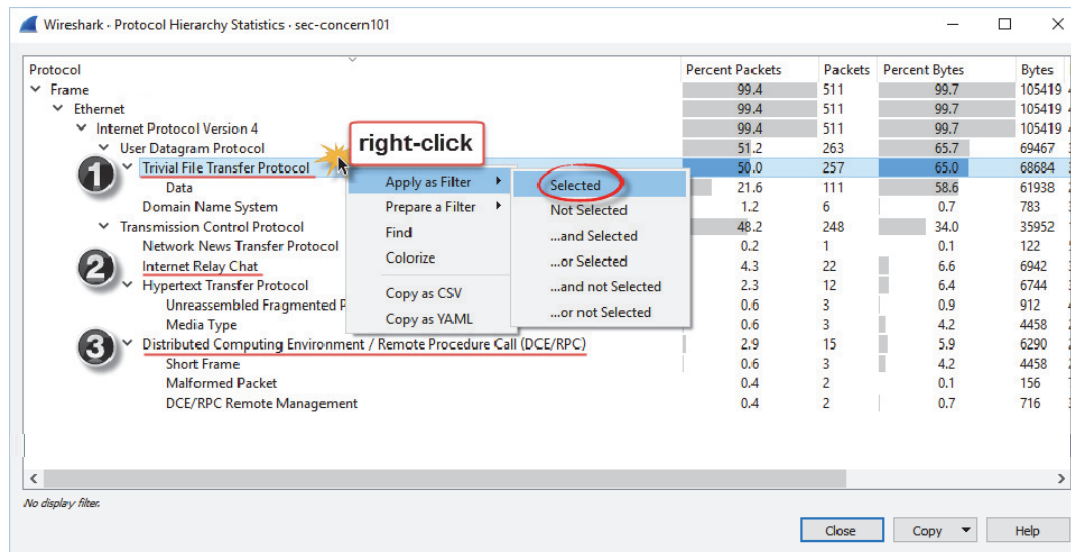 Wireshark · Protocol Hierarchy Statistics · sec-concern101
Protocol Percent Packets Packets Percent Bytes Bytes
Frame 99.4 511 99.7 105419
Ethernet 99.4 511 99.7 105419
Internet Protocol Version 4 99.4 511 99.7 105419
User Datagram Protocol 51.2 263 65.7 69467
right-click
1 Trivial File Transfer Protocol 50.0 257 65.0 68684
Apply as Filter Selected
Data 21.6 111 58.6 61938
Prepare a Filter Not Selected
Domain Name System 1.2 6 0.7 783
Find ...and Selected
Transmission Control Protocol 48.2 248 34.0 35952
Network News Transfer Protocol 0.2 1 0.1 122
Colorize ...or Selected
2 Internet Relay Chat 4.3 22 6.6 6942
Hypertext Transfer Protocol 2.3 12 6.4 6744
Copy as CSV ...and not Selected
Unreassembled Fragmented 0.6 3 0.9 912
Copy as YAML ...or not Selected
Media Type 0.6 3 4.2 4458
3 Distributed Computing Environment / Remote Procedure Call (DCE/RPC) 2.9 15 5.9 6290
Short Frame 0.6 3 4.2 4458
Malformed Packet 0.4 2 0.1 156
DCE/RPC Remote Management 0.4 2 0.7 716
No display filter.
Close Copy Help